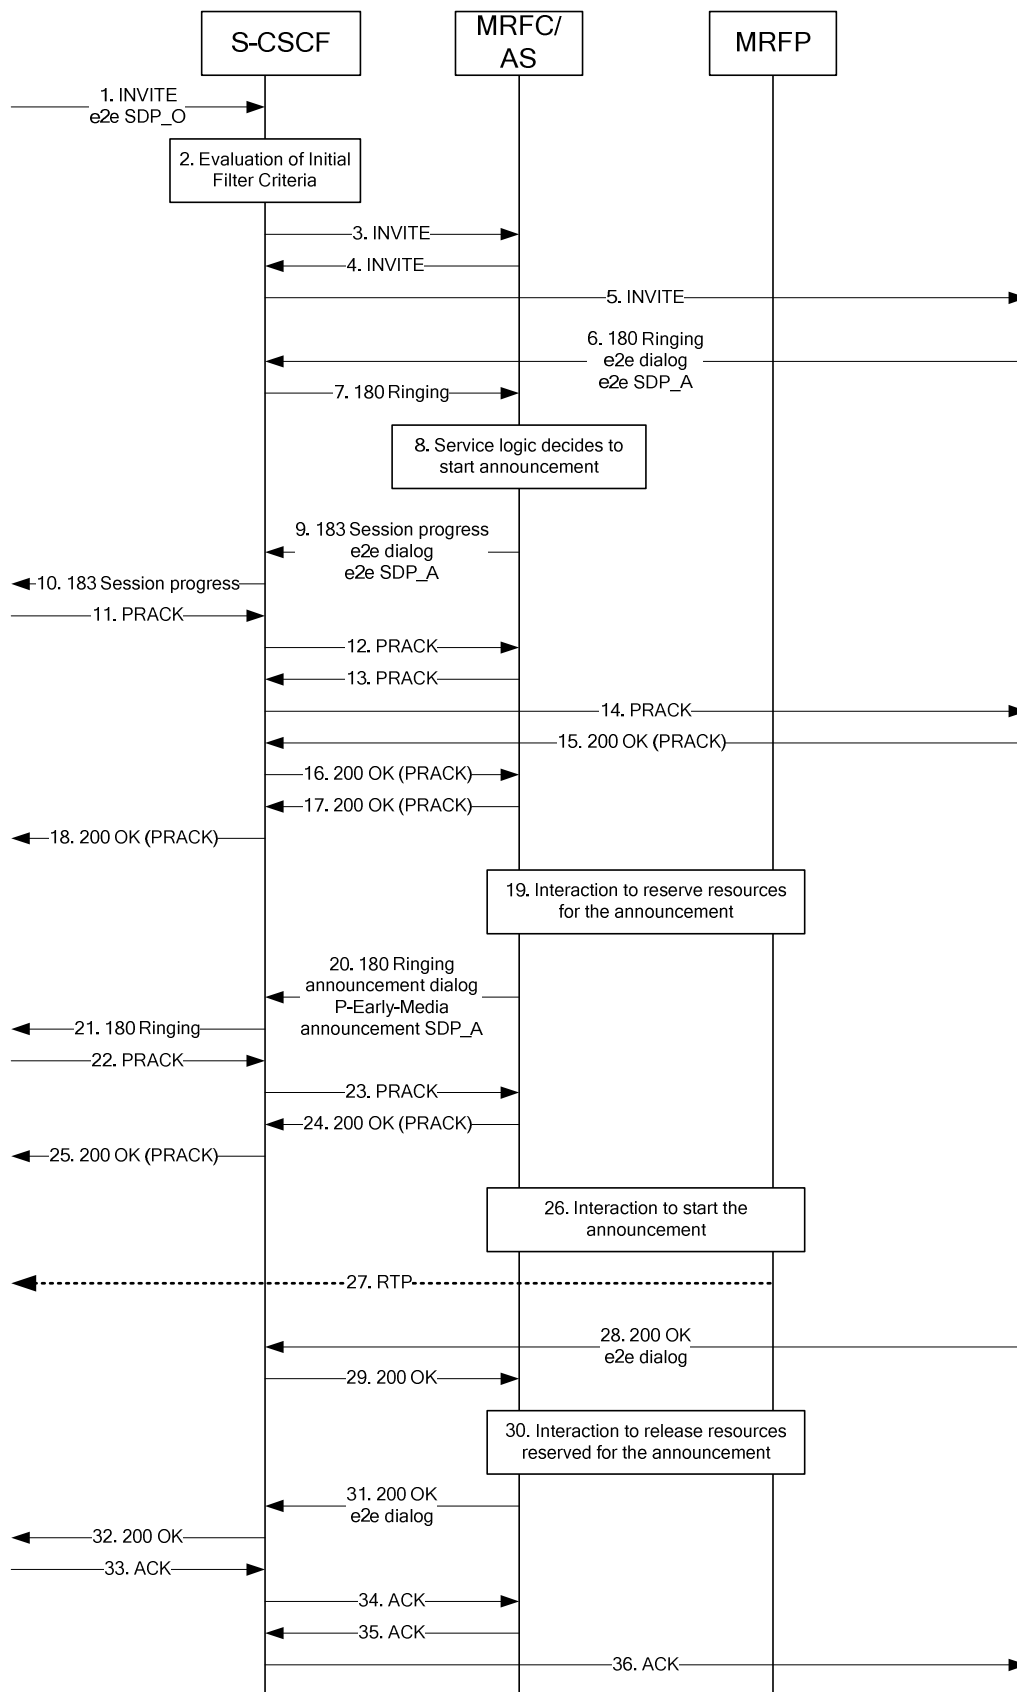 S-CSCF
MRFC/
AS
MRFP
1. INVITE
e2e SDP_O
2. Evaluation of Initial
Filter Criteria
3. INVITE
4. INVITE
5. INVITE
6. 180 Ringing
e2e dialog
e2e SDP_A
7. 180 Ringing
8. Service logic decides to
start announcement
9. 183 Session progress
e2e dialog
e2e SDP_A
10. 183 Session progress
11. PRACK
12. PRACK
13. PRACK
14. PRACK
15. 200 OK (PRACK)
16. 200 OK (PRACK)
17. 200 OK (PRACK)
18. 200 OK (PRACK)
19. Interaction to reserve resources
for the announcement
20. 180 Ringing
announcement dialog
P-Early-Media
announcement SDP_A
21. 180 Ringing
22. PRACK
23. PRACK
24. 200 OK (PRACK)
25. 200 OK (PRACK)
26. Interaction to start the
announcement
27. RTP
28. 200 OK
e2e dialog
29. 200 OK
30. Interaction to release resources
reserved for the announcement
31. 200 OK
e2e dialog
32. 200 OK
33. ACK
34. ACK
35. ACK
36. ACK